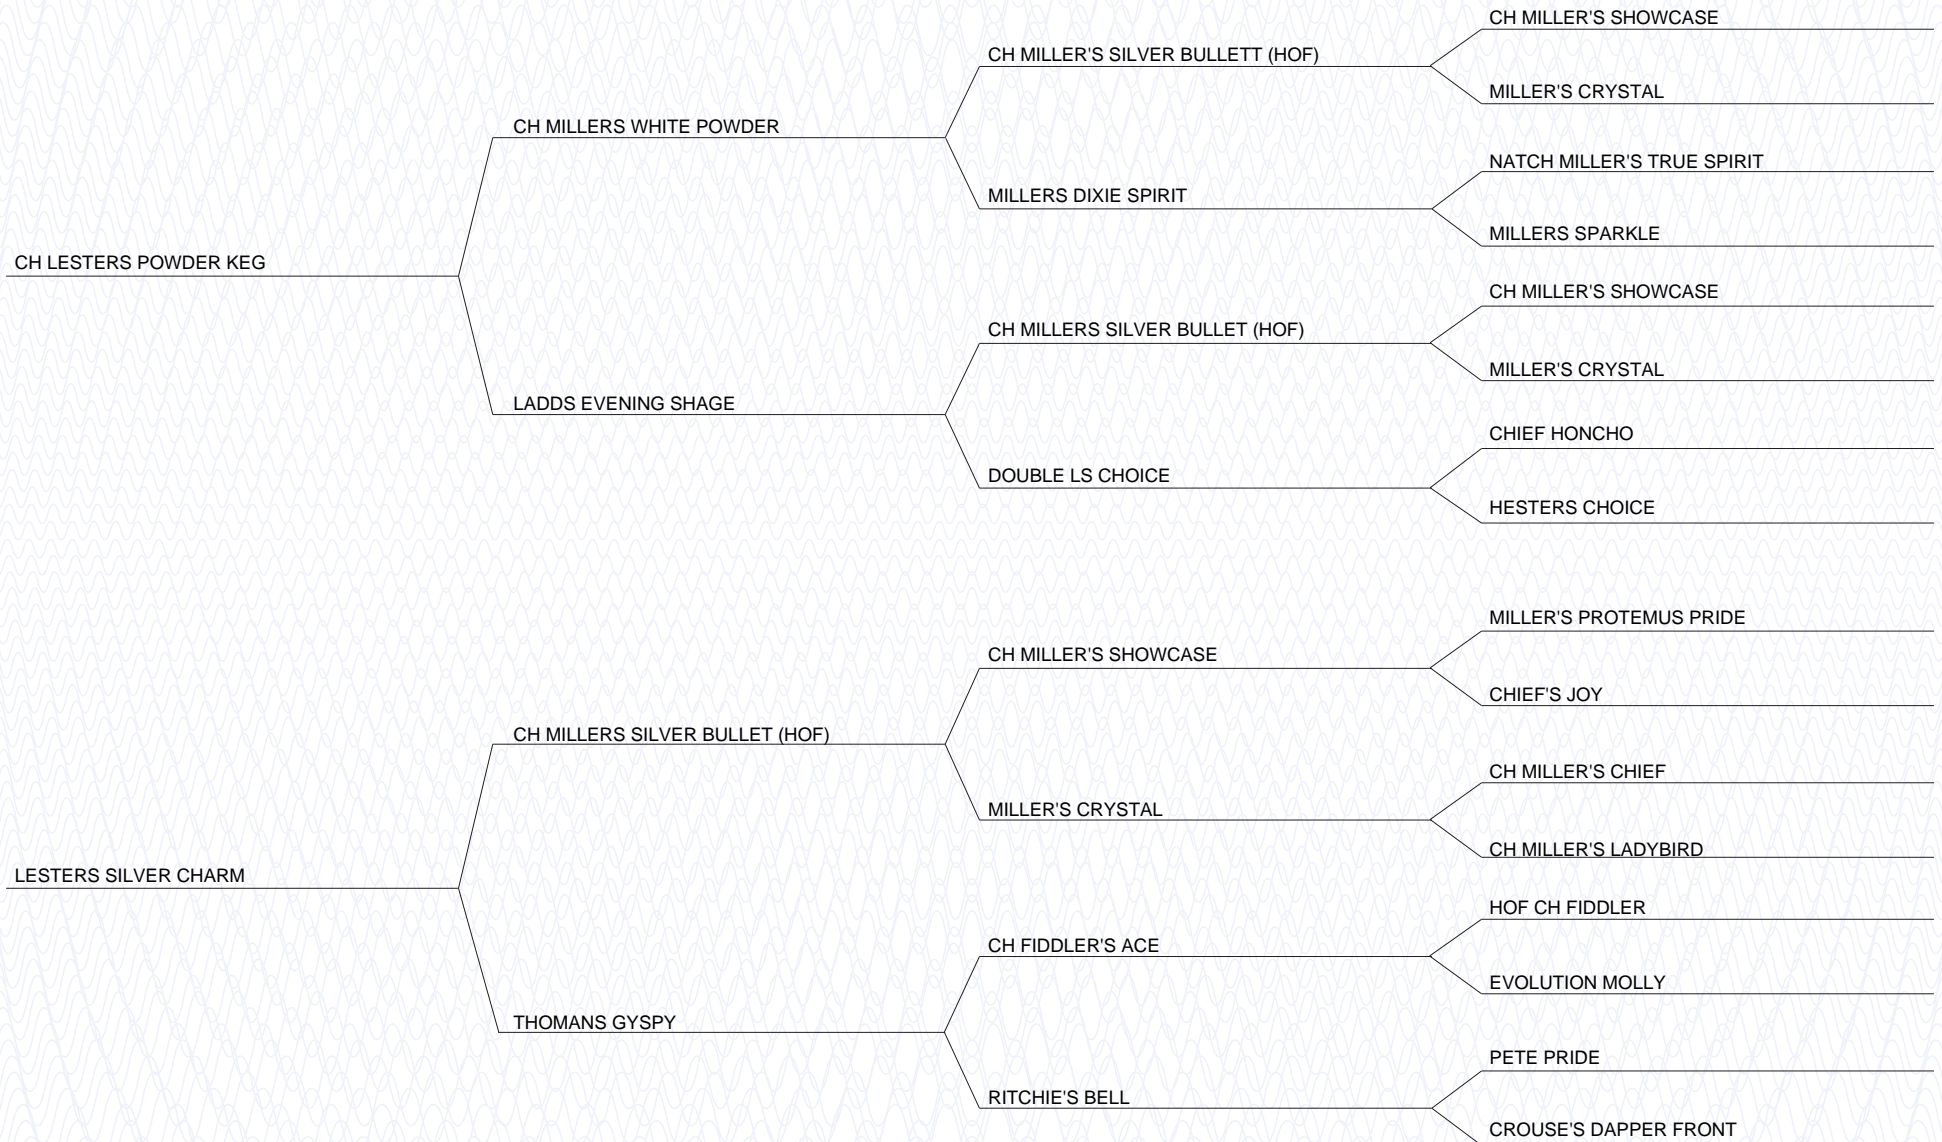 CH MILLER'S SHOWCASE
CH MILLER'S SILVER BULLETT (HOF)
MILLER'S CRYSTAL
CH MILLERS WHITE POWDER
NATCH MILLER'S TRUE SPIRIT
MILLERS DIXIE SPIRIT
MILLERS SPARKLE
CH LESTERS POWDER KEG
CH MILLER'S SHOWCASE
CH MILLERS SILVER BULLET (HOF)
MILLER'S CRYSTAL
LADDS EVENING SHAGE
CHIEF HONCHO
DOUBLE LS CHOICE
HESTERS CHOICE
MILLER'S PROTEMUS PRIDE
CH MILLER'S SHOWCASE
CHIEF'S JOY
CH MILLERS SILVER BULLET (HOF)
CH MILLER'S CHIEF
MILLER'S CRYSTAL
CH MILLER'S LADYBIRD
LESTERS SILVER CHARM
HOF CH FIDDLER
CH FIDDLER'S ACE
EVOLUTION MOLLY
THOMANS GYSPY
PETE PRIDE
RITCHIE'S BELL
CROUSE'S DAPPER FRONT